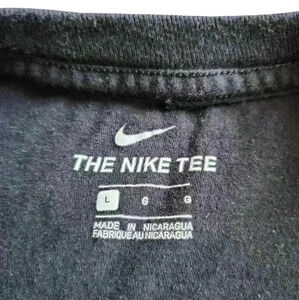 THE NIKE TEE
L G G
MADE IN NICARAGUA
FABRIQUE AU NICARAGUA